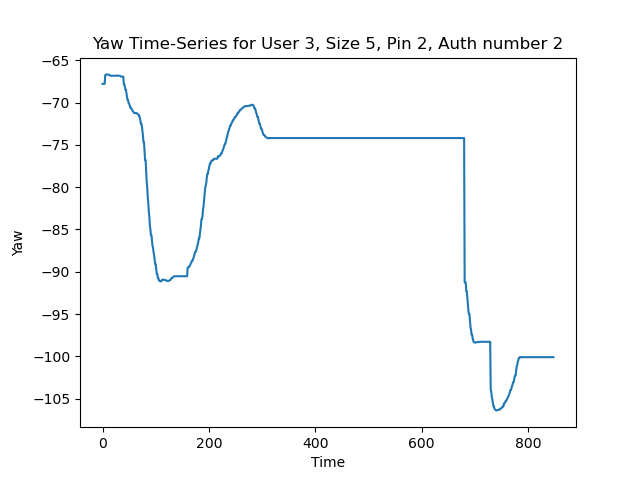 Yaw Time-Series for User 3, Size 5, Pin 2, Auth number 2
−65
−70
−75
−80
−85
−90
−95
−100
−105
Yaw
0 200 400 600 800
Time